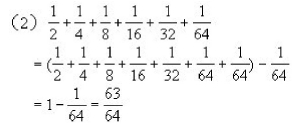 (2) 1/2 + 1/4 + 1/8 + 1/16 + 1/32 + 1/64
= (1/2 + 1/4 + 1/8 + 1/16 + 1/32 + 1/64 + 1/64) − 1/64
= 1 − 1/64 = 63/64